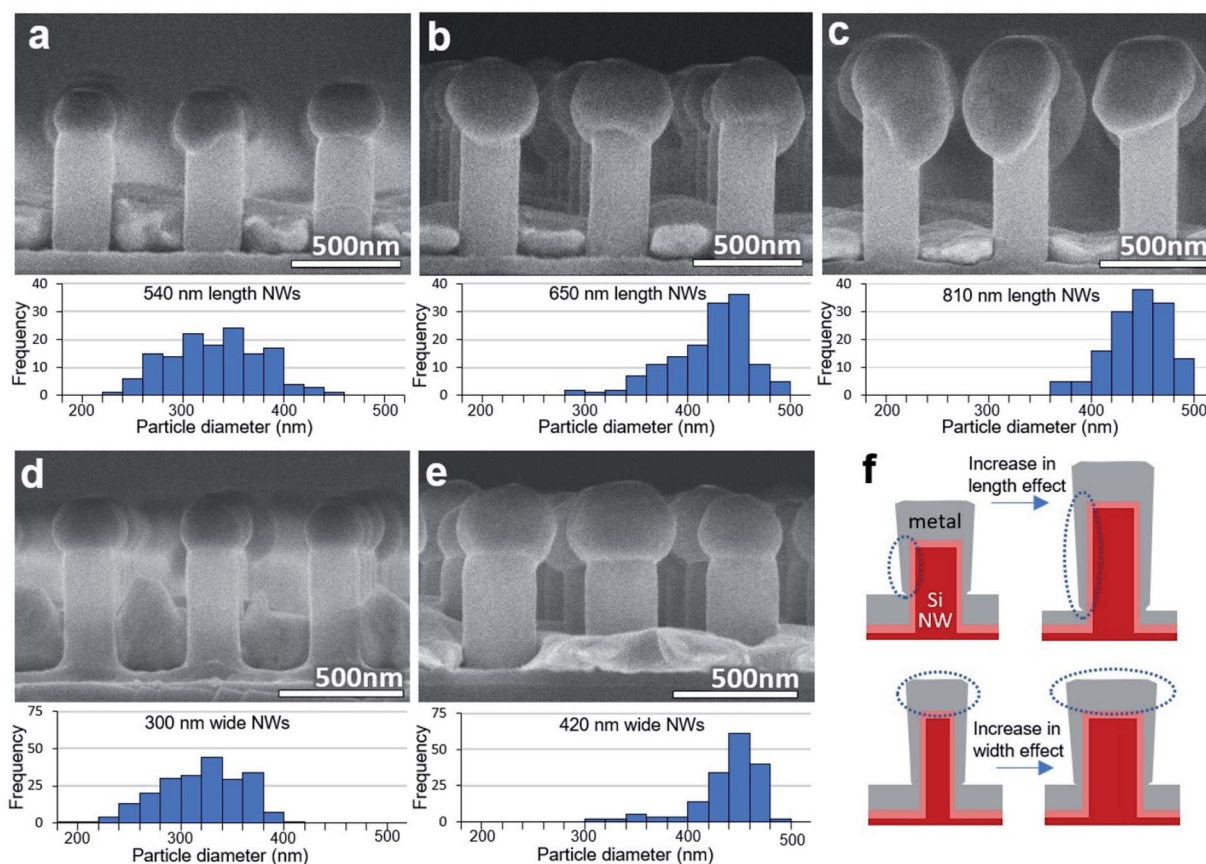 a
500nm
b
500nm
c
500nm
540 nm length NWs
Frequency
40
30
20
10
0
200
300
400
500
Particle diameter (nm)
650 nm length NWs
Frequency
40
30
20
10
0
200
300
400
500
Particle diameter (nm)
810 nm length NWs
Frequency
40
30
20
10
0
200
300
400
500
Particle diameter (nm)
d
500nm
e
500nm
f
Increase in
length effect
metal
Si
NW
Increase in
width effect
300 nm wide NWs
Frequency
75
50
25
0
200
300
400
500
Particle diameter (nm)
420 nm wide NWs
Frequency
75
50
25
0
200
300
400
500
Particle diameter (nm)